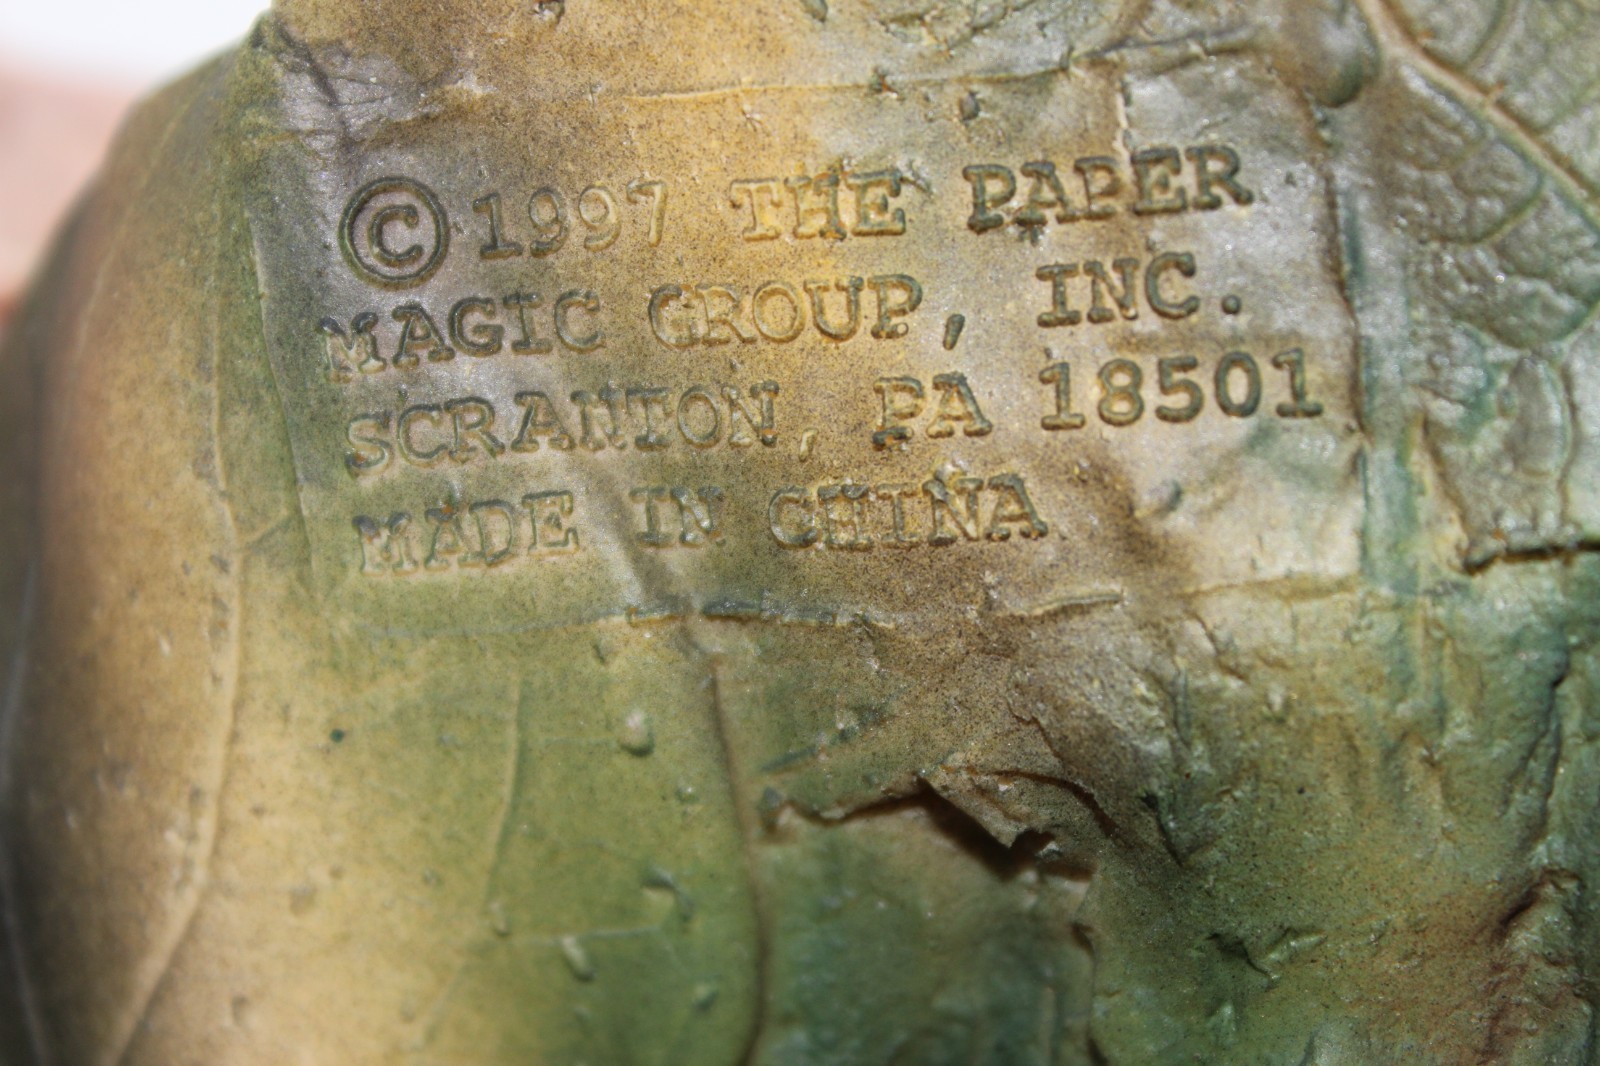 © 1997 THE PAPER
MAGIC GROUP, INC.
SCRANTON, PA 18501
MADE IN CHINA